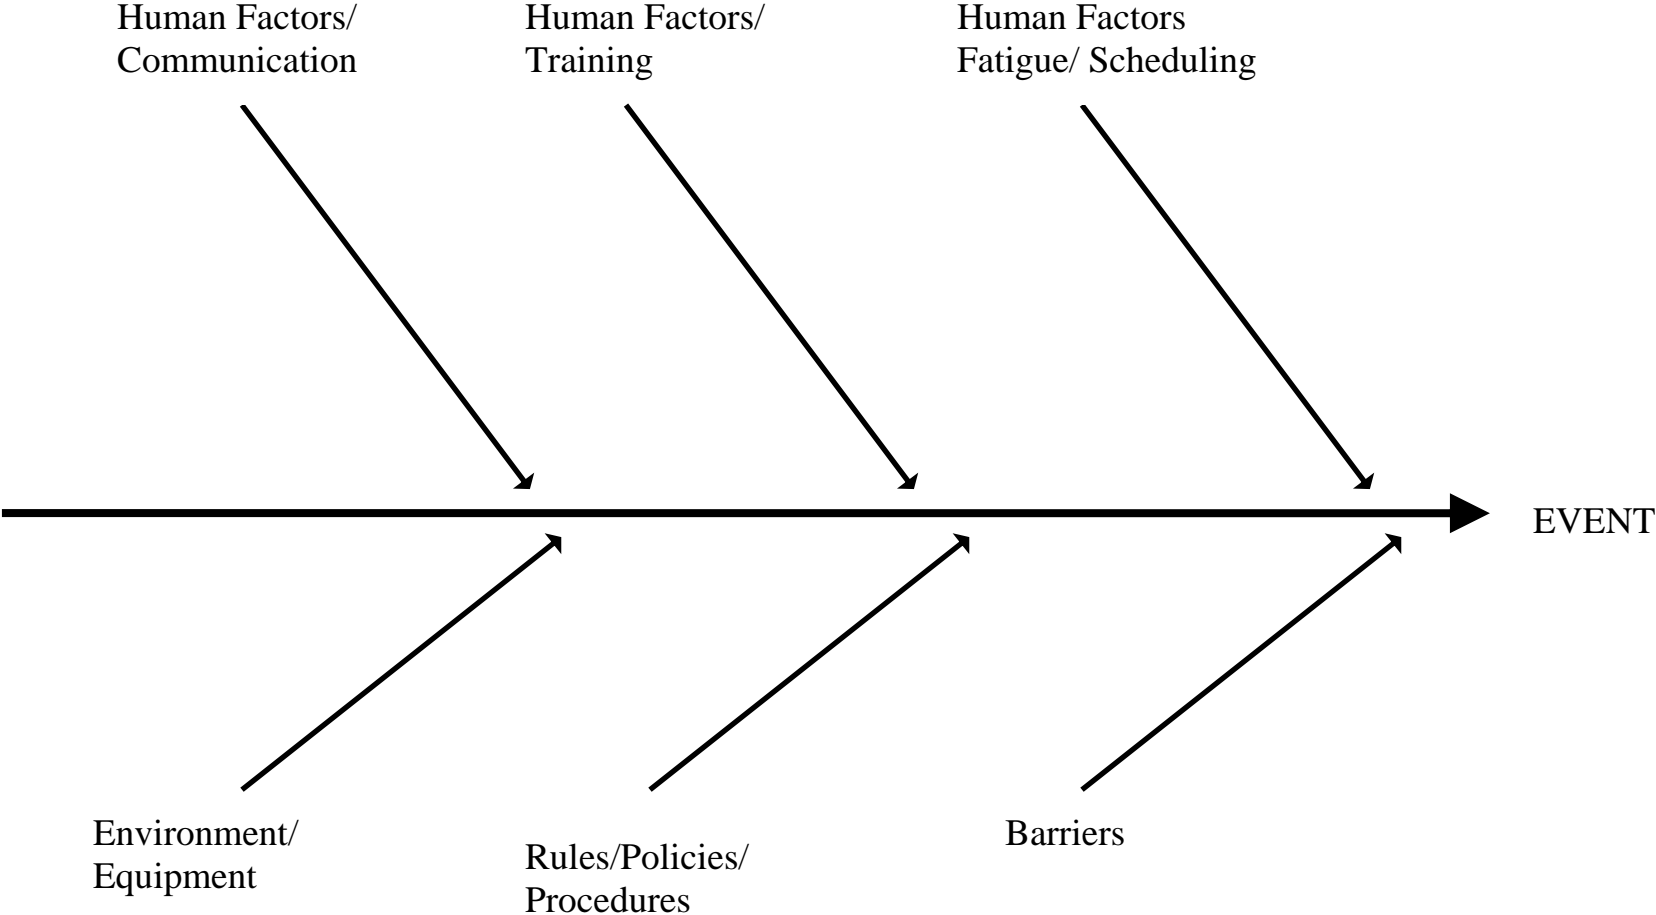 Human Factors/
Communication
Human Factors/
Training
Human Factors
Fatigue/ Scheduling
EVENT
Environment/
Equipment
Rules/Policies/
Procedures
Barriers